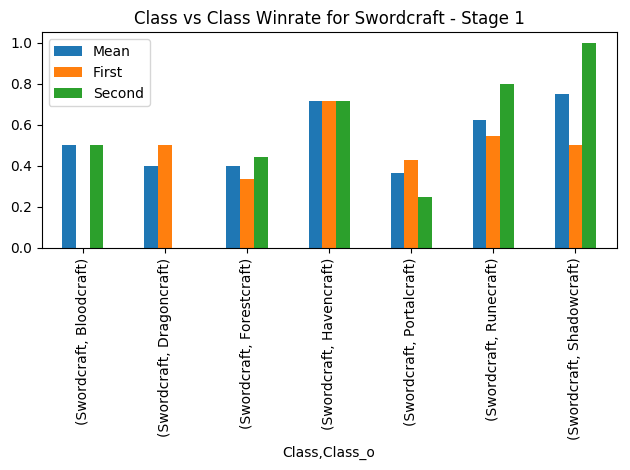 Class vs Class Winrate for Swordcraft - Stage 1
Mean
First
Second
1.0
0.8
0.6
0.4
0.2
0.0
(Swordcraft, Bloodcraft)
(Swordcraft, Dragoncraft)
(Swordcraft, Forestcraft)
(Swordcraft, Havencraft)
(Swordcraft, Portalcraft)
(Swordcraft, Runecraft)
(Swordcraft, Shadowcraft)
Class,Class_o